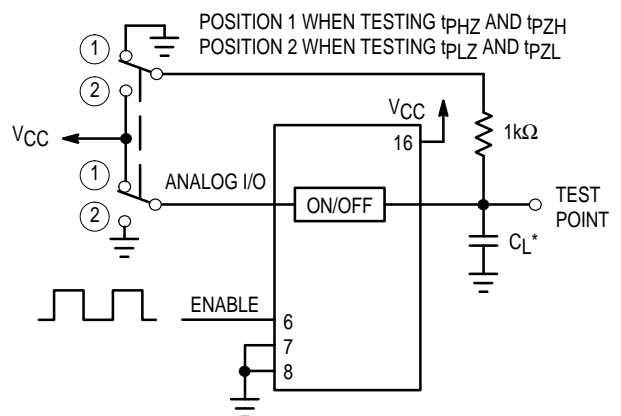 POSITION 1 WHEN TESTING tPHZ AND tPZH
POSITION 2 WHEN TESTING tPLZ AND tPZL
1
2
VCC
VCC
16
1kΩ
1
ANALOG I/O
ON/OFF
TEST
POINT
2
CL*
ENABLE
6
7
8